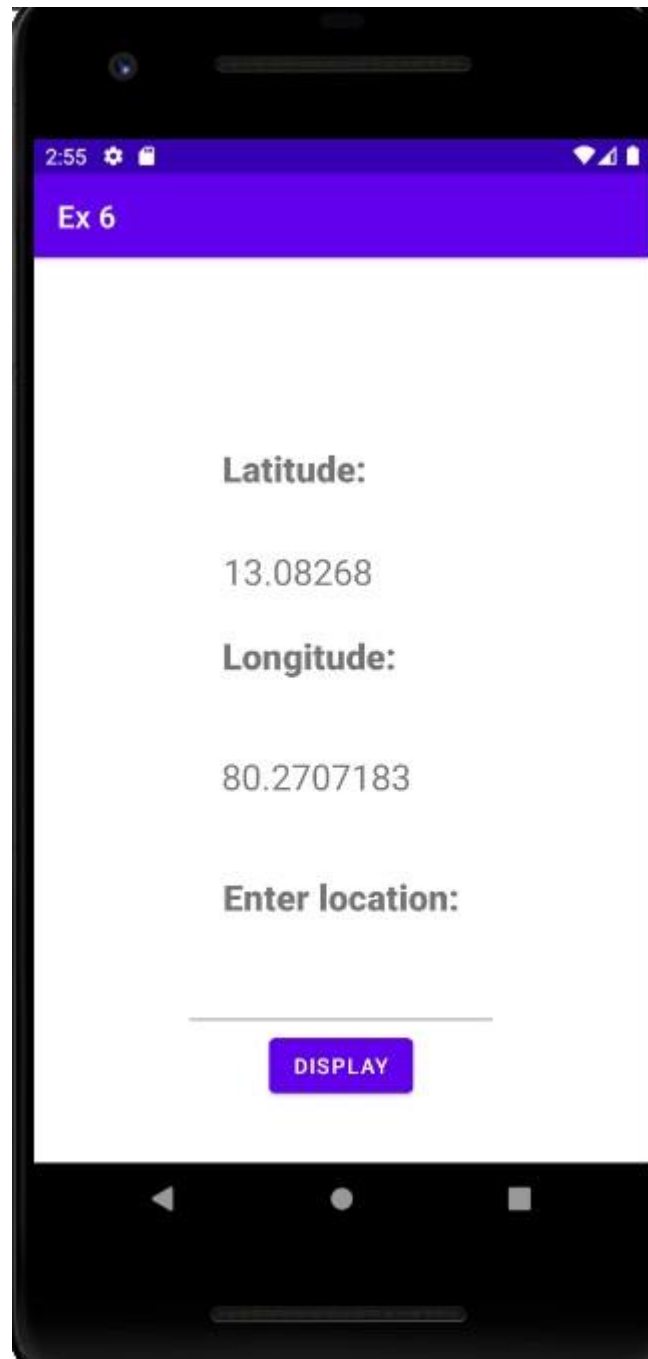 2:55
Ex 6
Latitude:
13.08268
Longitude:
80.2707183
Enter location:
DISPLAY